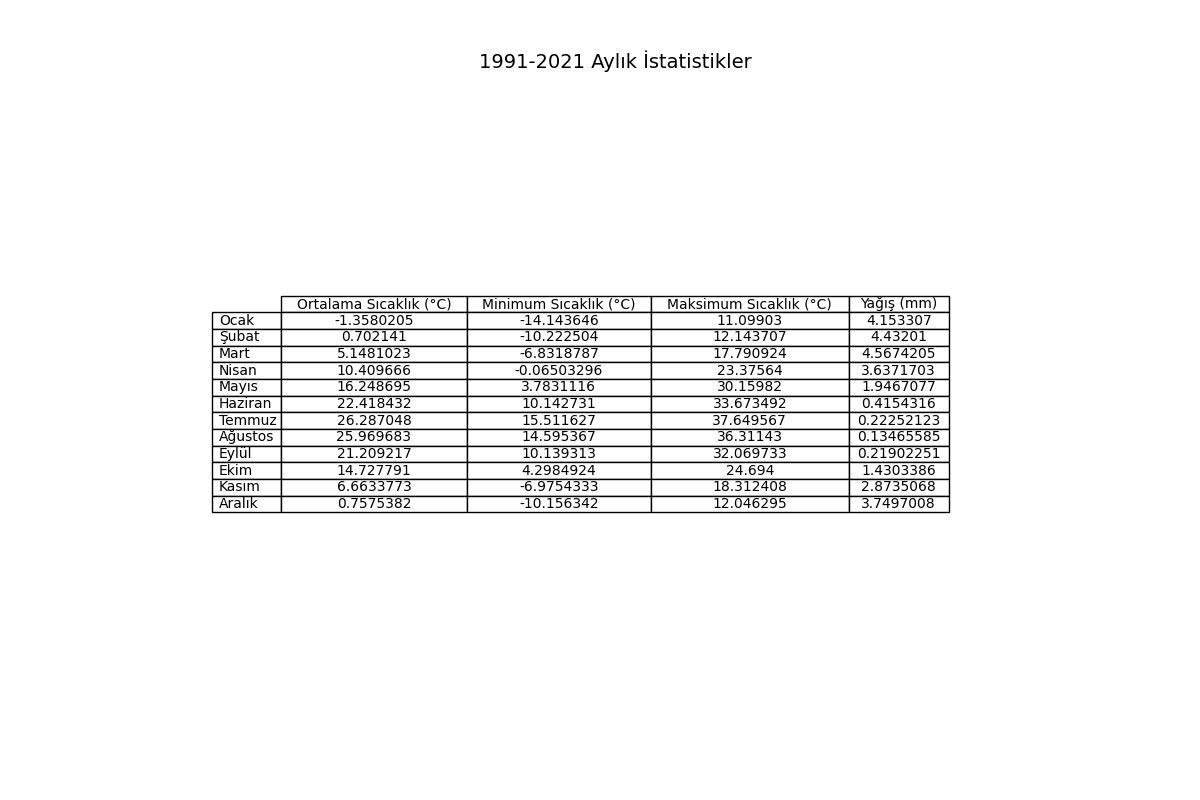 1991-2021 Aylık İstatistikler
Ortalama Sıcaklık (°C) Minimum Sıcaklık (°C) Maksimum Sıcaklık (°C) Yağış (mm)
Ocak -1.3580205 -14.143646 11.09903 4.153307
Şubat 0.702141 -10.222504 12.143707 4.43201
Mart 5.1481023 -6.8318787 17.790924 4.5674205
Nisan 10.409666 -0.06503296 23.37564 3.6371703
Mayıs 16.248695 3.7831116 30.15982 1.9467077
Haziran 22.418432 10.142731 33.673492 0.4154316
Temmuz 26.287048 15.511627 37.649567 0.22252123
Ağustos 25.969683 14.595367 36.31143 0.13465585
Eylül 21.209217 10.139313 32.069733 0.21902251
Ekim 14.727791 4.2984924 24.694 1.4303386
Kasım 6.6633773 -6.9754333 18.312408 2.8735068
Aralık 0.7575382 -10.156342 12.046295 3.7497008